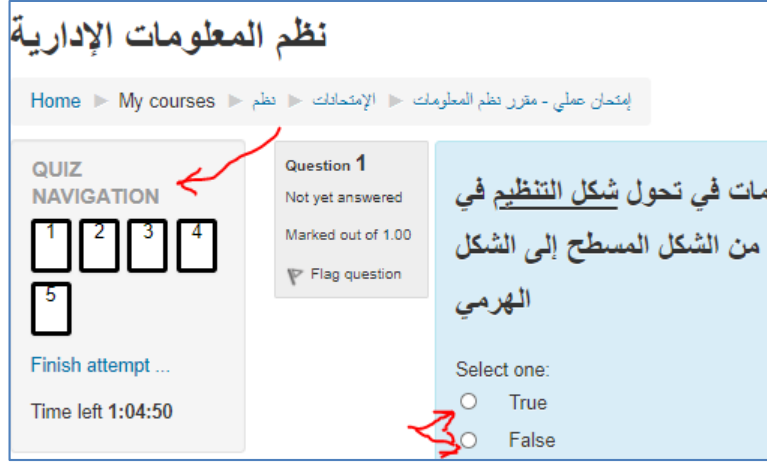 نظم المعلومات الإدارية
Home ► My courses ► نظم ► الإمتحانات ► إمتحان عملي - مقرر نظم المعلومات
QUIZ
NAVIGATION
1 2 3 4
5
Finish attempt ...
Time left 1:04:50
Question 1
Not yet answered
Marked out of 1.00
Flag question
في تحول شكل التنظيم في
من الشكل المسطح إلى الشكل
الهرمي
Select one:
True
False